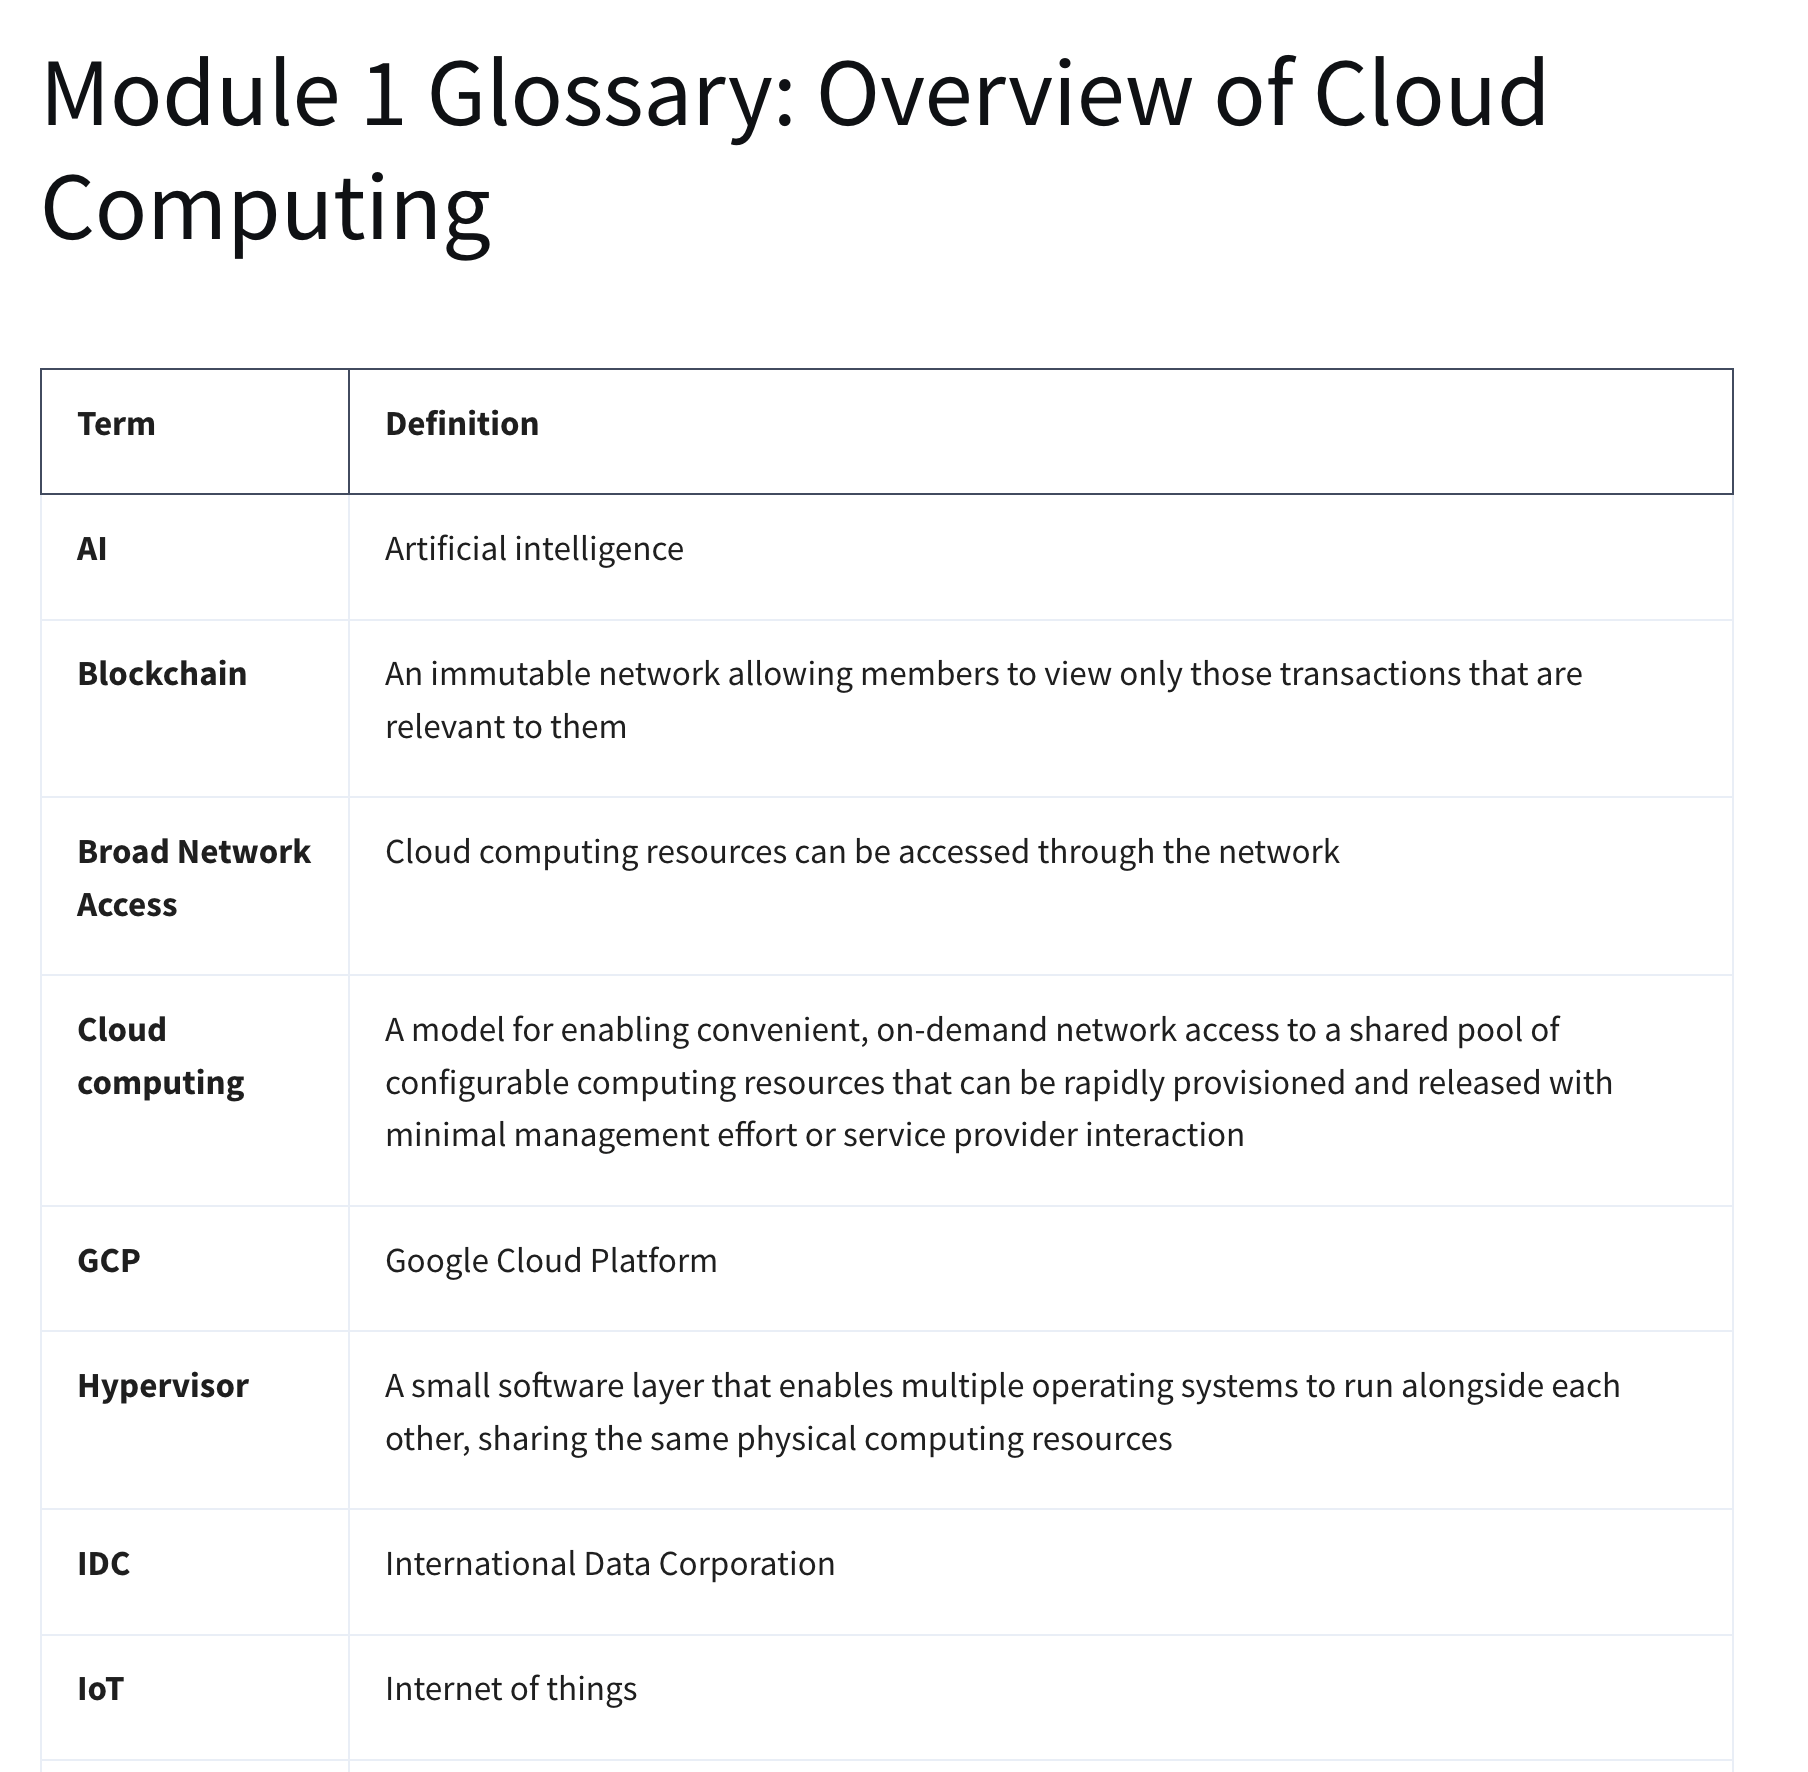 Module 1 Glossary: Overview of Cloud
Computing
Term
Definition
AI
Artificial intelligence
Blockchain
An immutable network allowing members to view only those transactions that are
relevant to them
Broad Network
Access
Cloud computing resources can be accessed through the network
Cloud
computing
A model for enabling convenient, on-demand network access to a shared pool of
configurable computing resources that can be rapidly provisioned and released with
minimal management effort or service provider interaction
GCP
Google Cloud Platform
Hypervisor
A small software layer that enables multiple operating systems to run alongside each
other, sharing the same physical computing resources
IDC
International Data Corporation
IoT
Internet of things